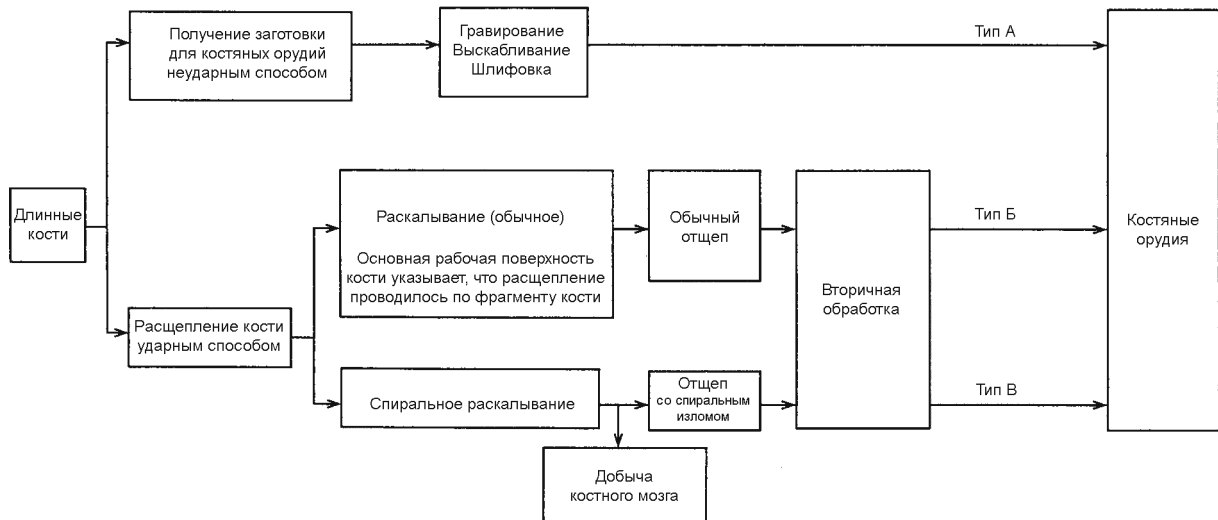 Получение заготовки
для костяных орудий
неударным способом
Гравирование
Выскабливание
Шлифовка
Тип А
Длинные
кости
Раскалывание (обычное)
Основная рабочая поверхность
кости указывает, что расщепление
проводилось по фрагменту кости
Обычный
отщеп
Вторичная
обработка
Тип Б
Костяные
орудия
Расщепление кости
ударным способом
Спиральное раскалывание
Отщеп
со спиральным
изломом
Тип В
Добыча
костного мозга